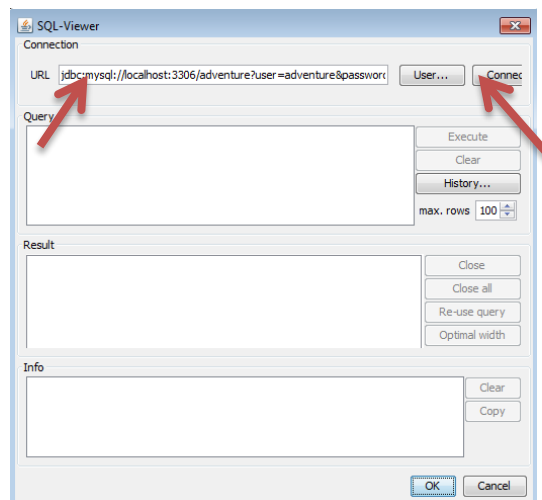 SQL-Viewer
Connection
URL jdbc:mysql://localhost:3306/adventure?user=adventure&password User... Connec
Query
Execute
Clear
History...
max. rows 100
Result
Close
Close all
Re-use query
Optimal width
Info
Clear
Copy
OK Cancel